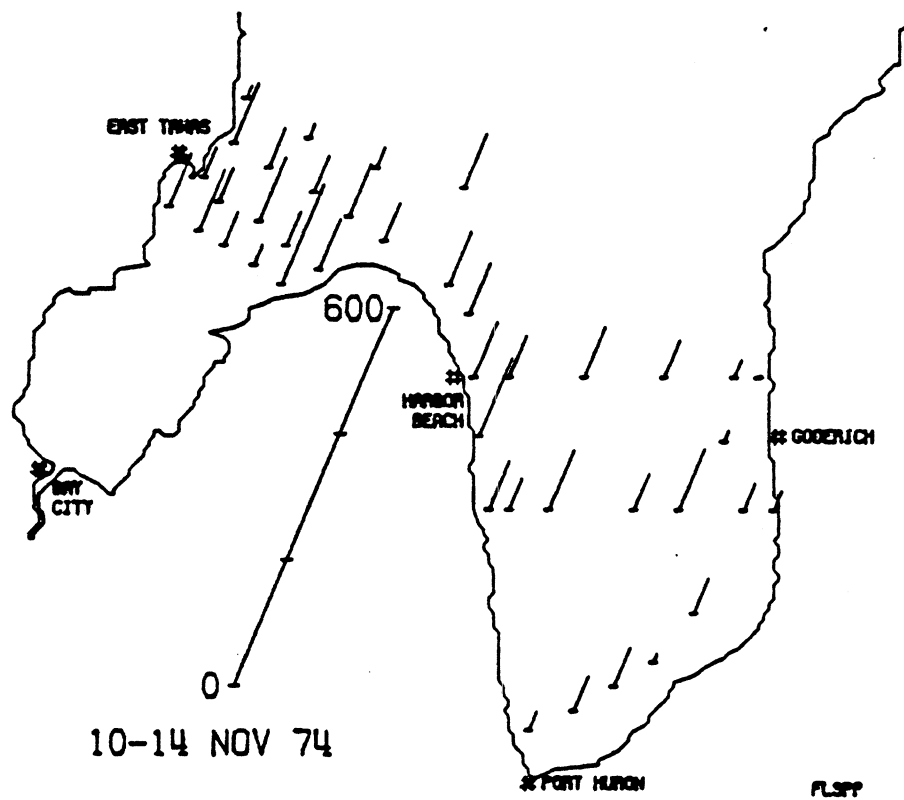 EAST TAWAS
600
HARBOR
BEACH
GODERICH
BAY
CITY
0
10-14 NOV 74
PORT HURON
FLSPP